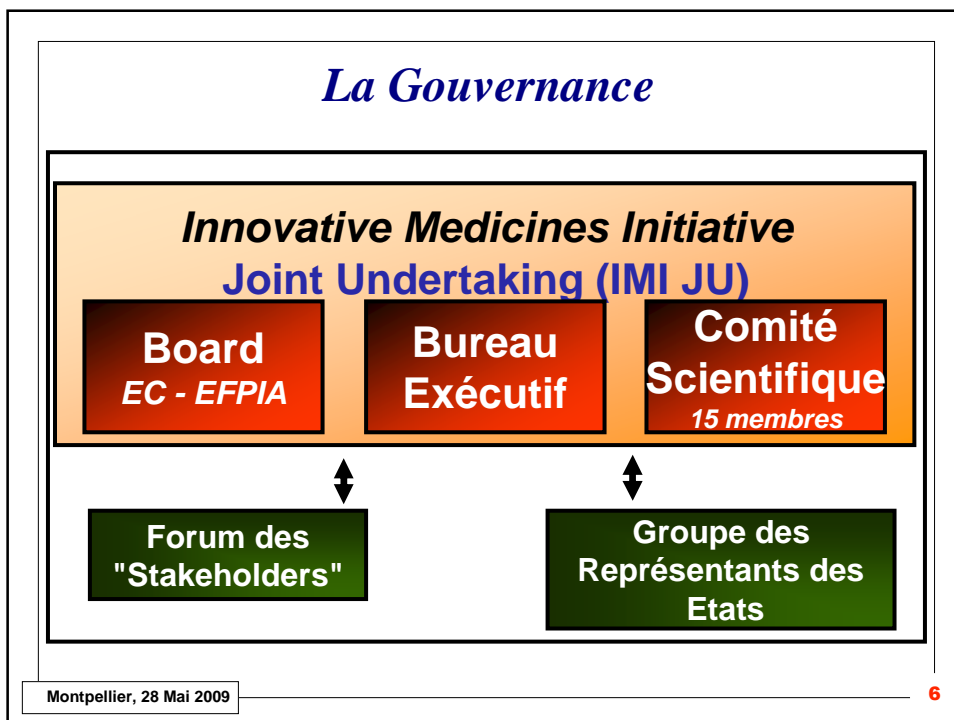 La Gouvernance
Innovative Medicines Initiative
Joint Undertaking (IMI JU)
Board
EC - EFPIA
Bureau
Exécutif
Comité
Scientifique
15 membres
Forum des
"Stakeholders"
Groupe des
Représentants des
Etats
Montpellier, 28 Mai 2009
6